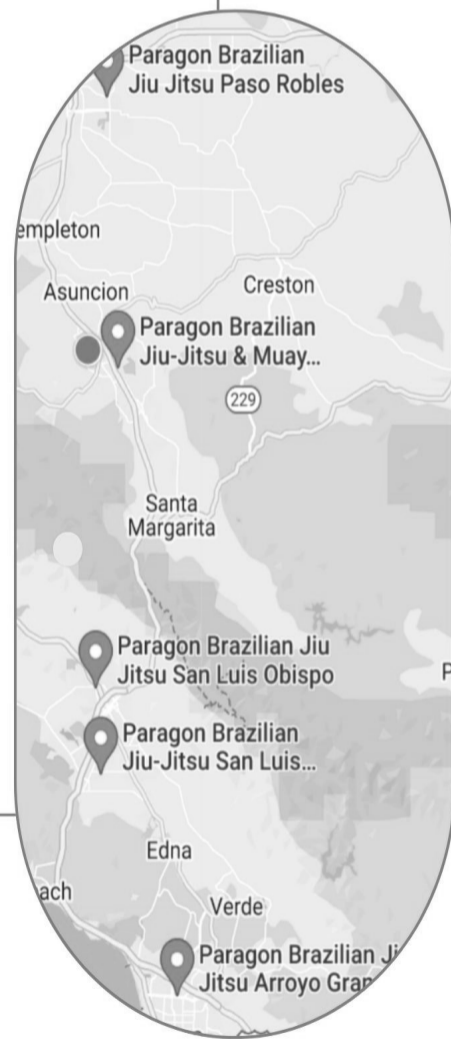 Paragon Brazilian
Jiu Jitsu Paso Robles
empleton
Asuncion
Creston
Paragon Brazilian
Jiu-Jitsu & Muay...
229
Santa
Margarita
Paragon Brazilian Jiu
Jitsu San Luis Obispo
P
Paragon Brazilian
Jiu-Jitsu San Luis...
Edna
ach
Verde
Paragon Brazilian Ji
Jitsu Arroyo Gran